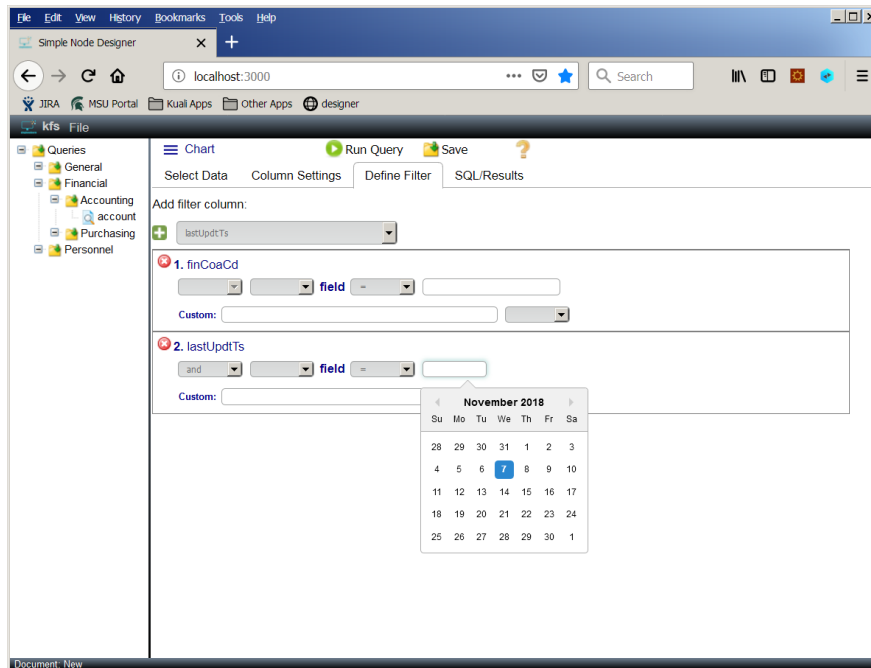 File Edit View History Bookmarks Tools Help
Simple Node Designer
localhost:3000
Search
JIRA MSU Portal Kuali Apps Other Apps designer
kfs File
Queries
General
Financial
Accounting
account
Purchasing
Personnel
Chart Run Query Save
Select Data Column Settings Define Filter SQL/Results
Add filter column:
lastUpdtTs
1. finCoaCd
field =
Custom:
2. lastUpdtTs
and field =
Custom:
November 2018
Su Mo Tu We Th Fr Sa
28 29 30 31 1 2 3
4 5 6 7 8 9 10
11 12 13 14 15 16 17
18 19 20 21 22 23 24
25 26 27 28 29 30 1
Document: New